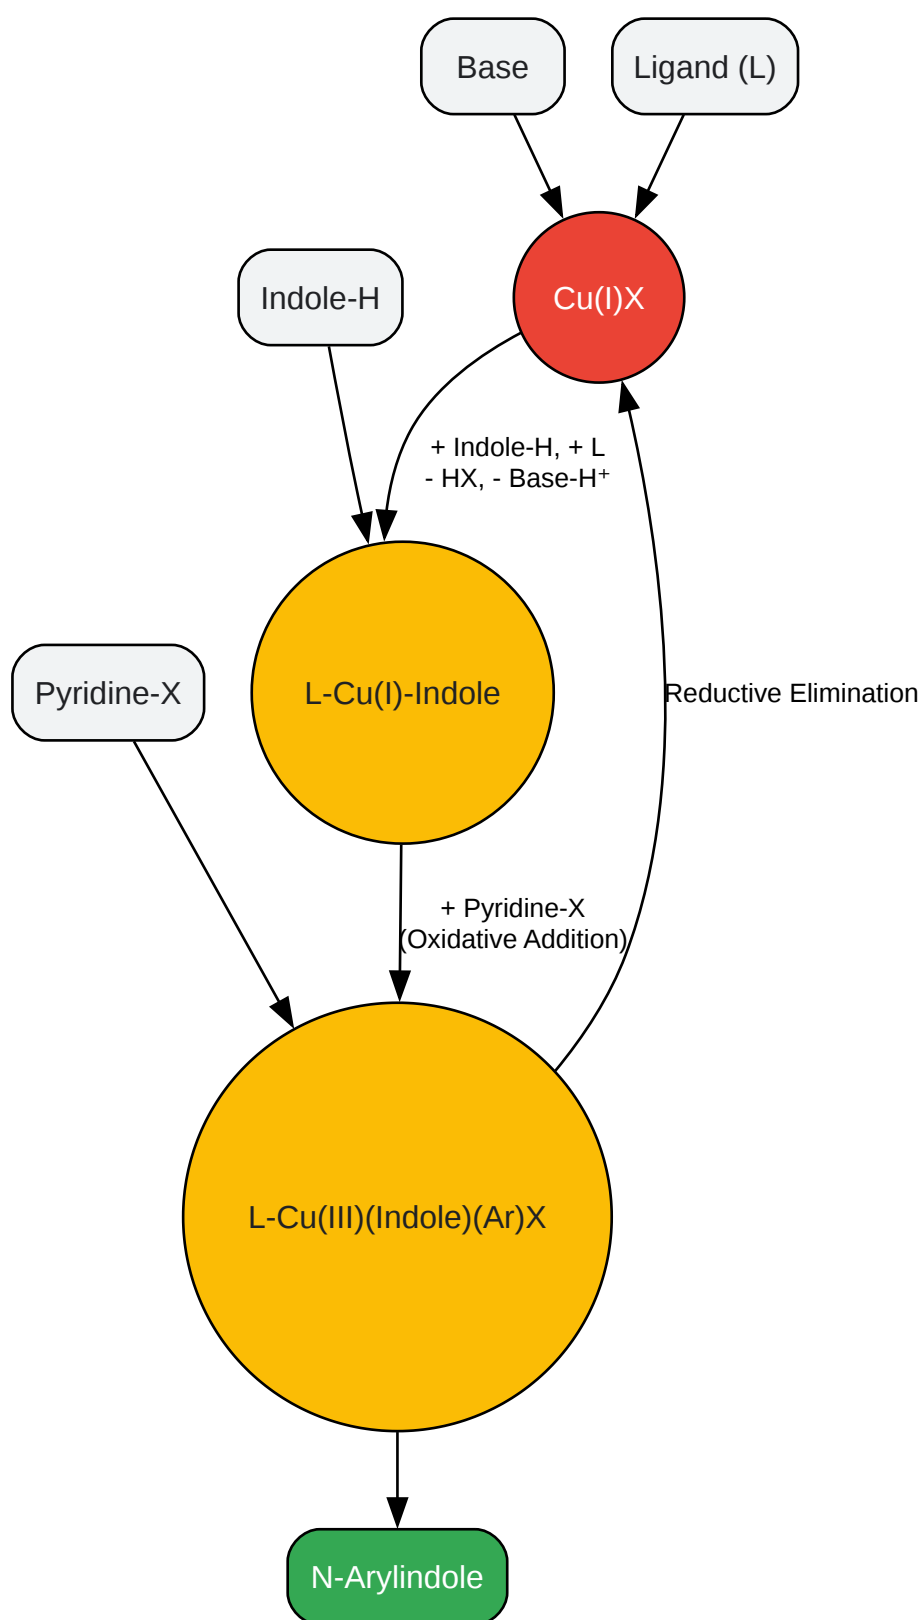 Base
Ligand (L)
Indole-H
Cu(I)X
+ Indole-H, + L
- HX, - Base-H⁺
Pyridine-X
L-Cu(I)-Indole
Reductive Elimination
+ Pyridine-X
(Oxidative Addition)
L-Cu(III)(Indole)(Ar)X
N-Arylindole